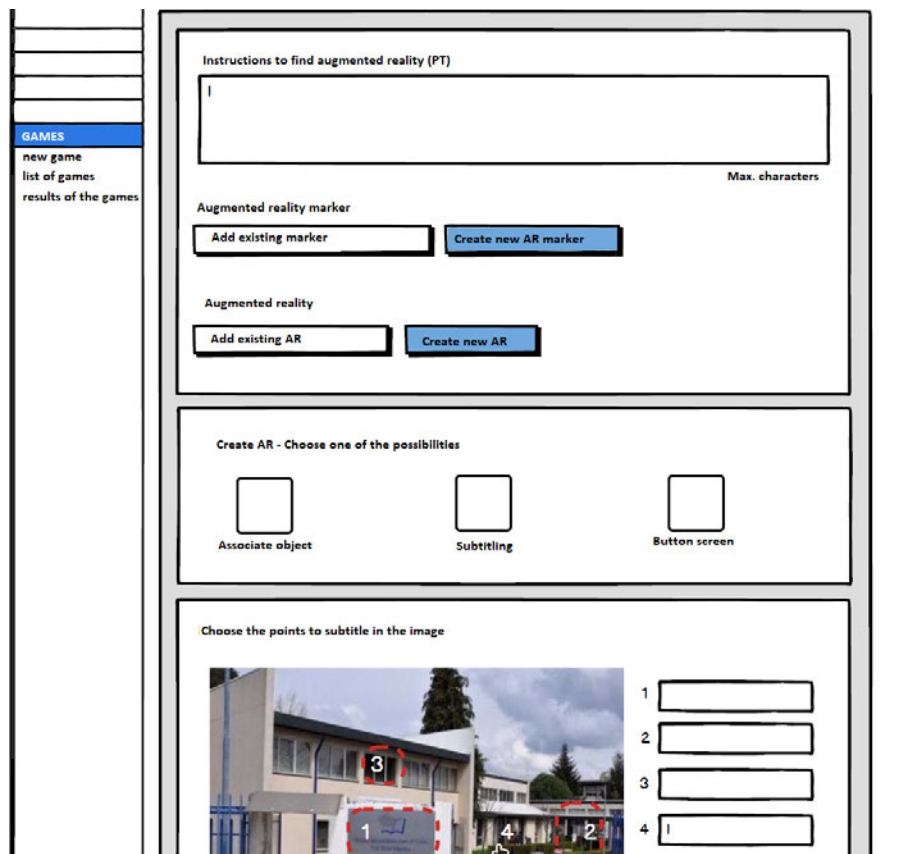 Instructions to find augmented reality (PT)
Max. characters
GAMES
new game
list of games
results of the games
Augmented reality marker
Add existing marker
Create new AR marker
Augmented reality
Add existing AR
Create new AR
Create AR - Choose one of the possibilities
Associate object
Subtitling
Button screen
Choose the points to subtitle in the image
1
2
3
4
3
1
4
2